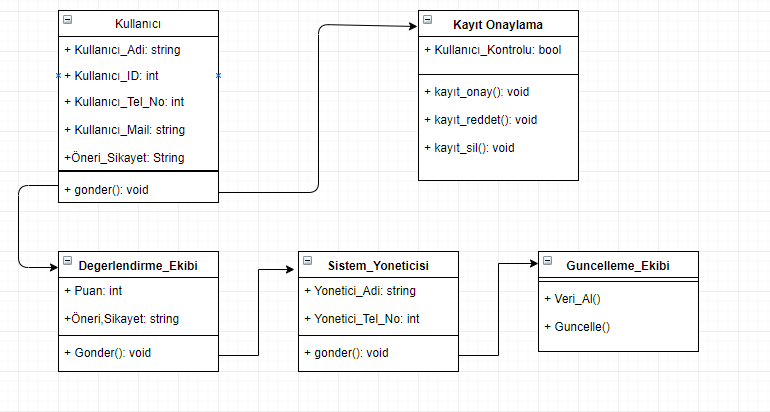 Kullanıcı
+ Kullanıcı_Adi: string
+ Kullanıcı_ID: int
+ Kullanıcı_Tel_No: int
+ Kullanıcı_Mail: string
+Öneri_Sikayet: String
+ gonder(): void
Kayıt Onaylama
+ Kullanıcı_Kontrolu: bool
+ kayıt_onay(): void
+ kayıt_reddet(): void
+ kayıt_sil(): void
Degerlendirme_Ekibi
+ Puan: int
+Öneri,Sikayet: string
+ Gonder(): void
Sistem_Yoneticisi
+ Yonetici_Adi: string
+ Yonetici_Tel_No: int
+ gonder(): void
Guncelleme_Ekibi
+ Veri_Al()
+ Guncelle()